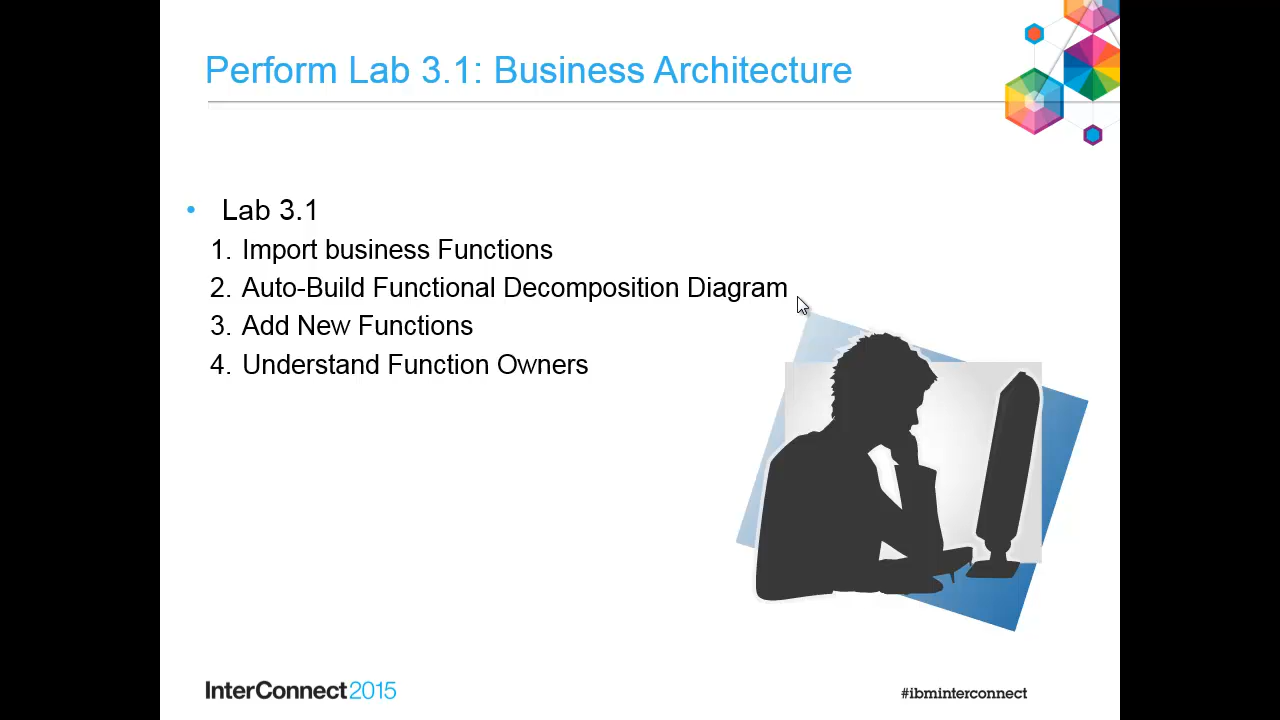 Perform Lab 3.1: Business Architecture
• Lab 3.1
1. Import business Functions
2. Auto-Build Functional Decomposition Diagram
3. Add New Functions
4. Understand Function Owners
InterConnect2015
#ibminterconnect